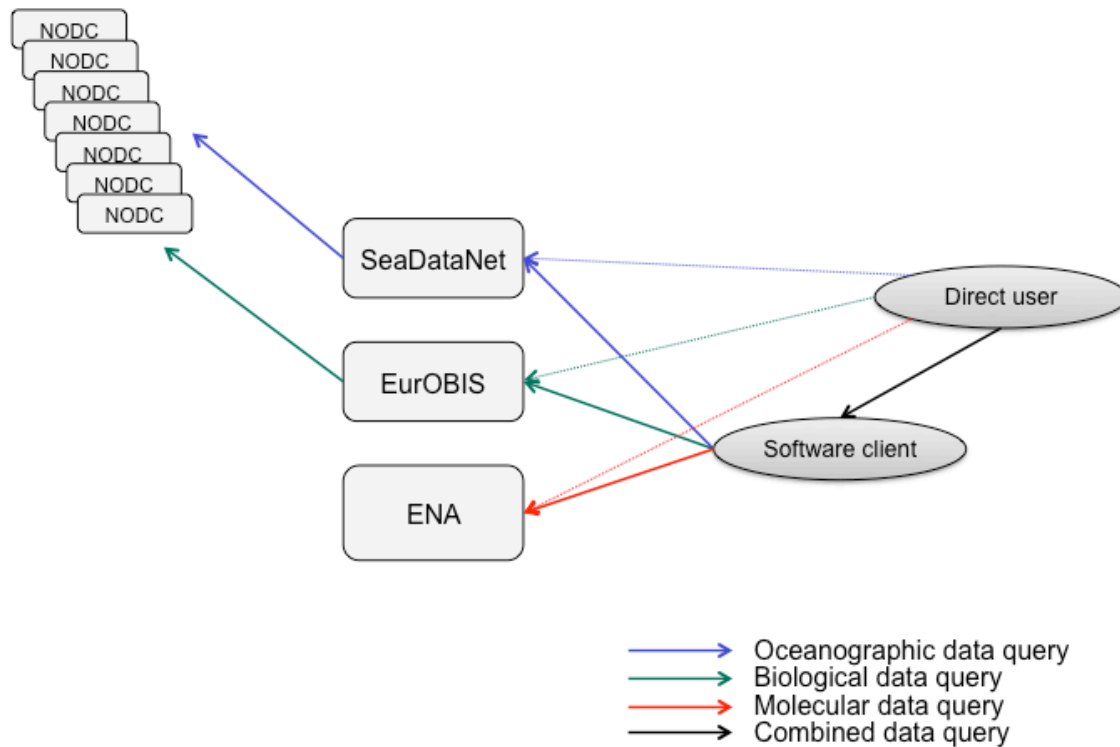 NODC
NODC
NODC
NODC
NODC
NODC
NODC
SeaDataNet
Direct user
EurOBIS
Software client
ENA
Oceanographic data query
Biological data query
Molecular data query
Combined data query